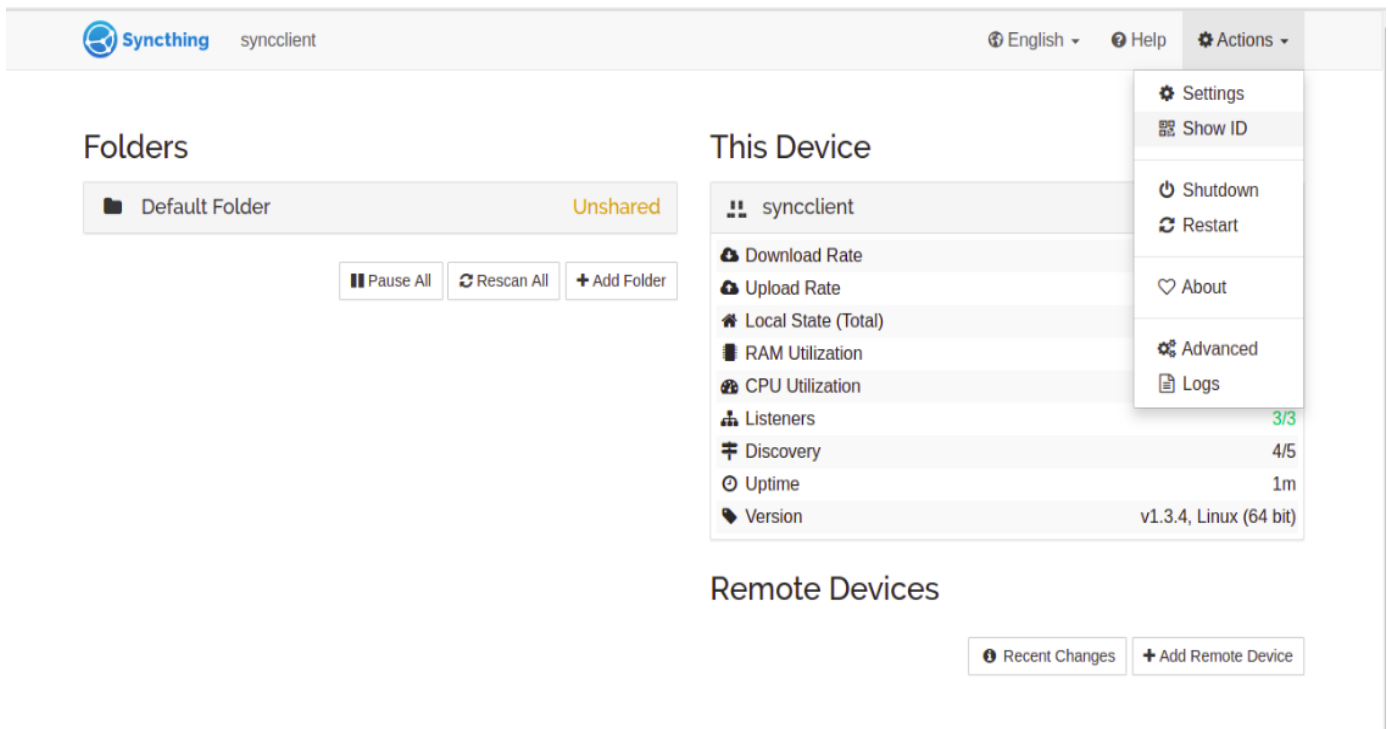 Syncthing syncclient English Help Actions
Settings
Show ID
Shutdown
Restart
About
Advanced
Logs
Folders
Default Folder Unshared
Pause All Rescan All Add Folder
This Device
syncclient
Download Rate
Upload Rate
Local State (Total)
RAM Utilization
CPU Utilization
Listeners 3/3
Discovery 4/5
Uptime 1m
Version v1.3.4, Linux (64 bit)
Remote Devices
Recent Changes Add Remote Device